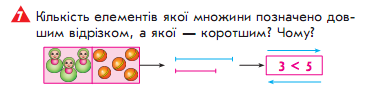 7 Кількість елементів якої множини позначено дов-
шим відрізком, а якої — коротшим? Чому?
3 < 5